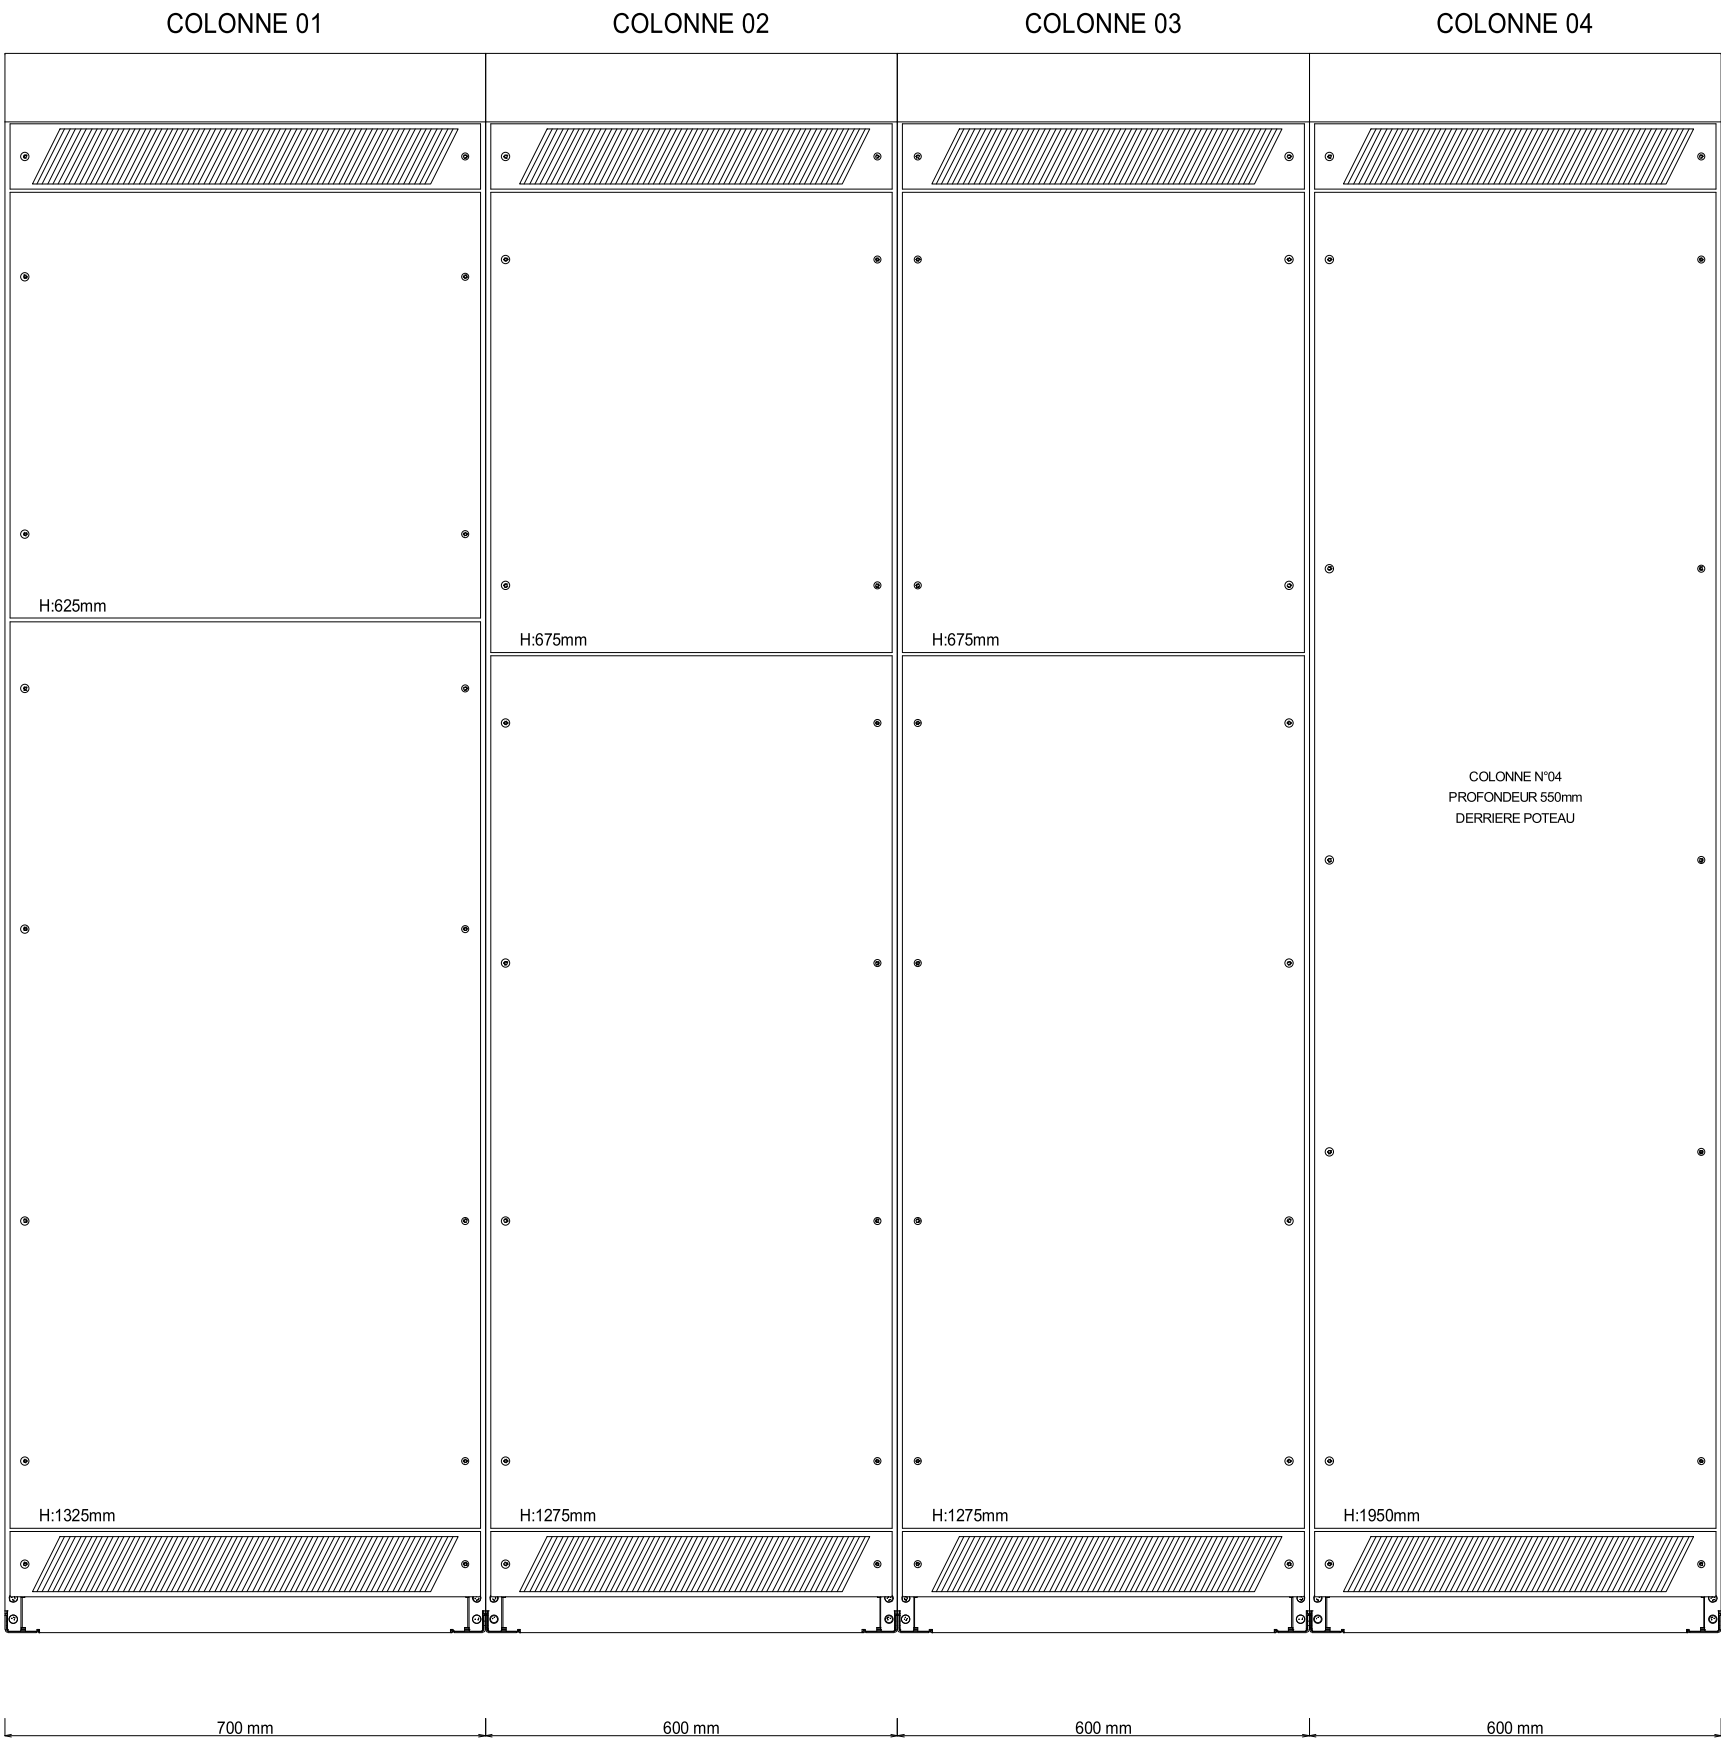 COLONNE 01
COLONNE 02
COLONNE 03
COLONNE 04
H:625mm
H:675mm
H:675mm
COLONNE N°04
PROFONDEUR 550mm
DERRIERE POTEAU
H:1325mm
H:1275mm
H:1275mm
H:1950mm
700 mm
600 mm
600 mm
600 mm